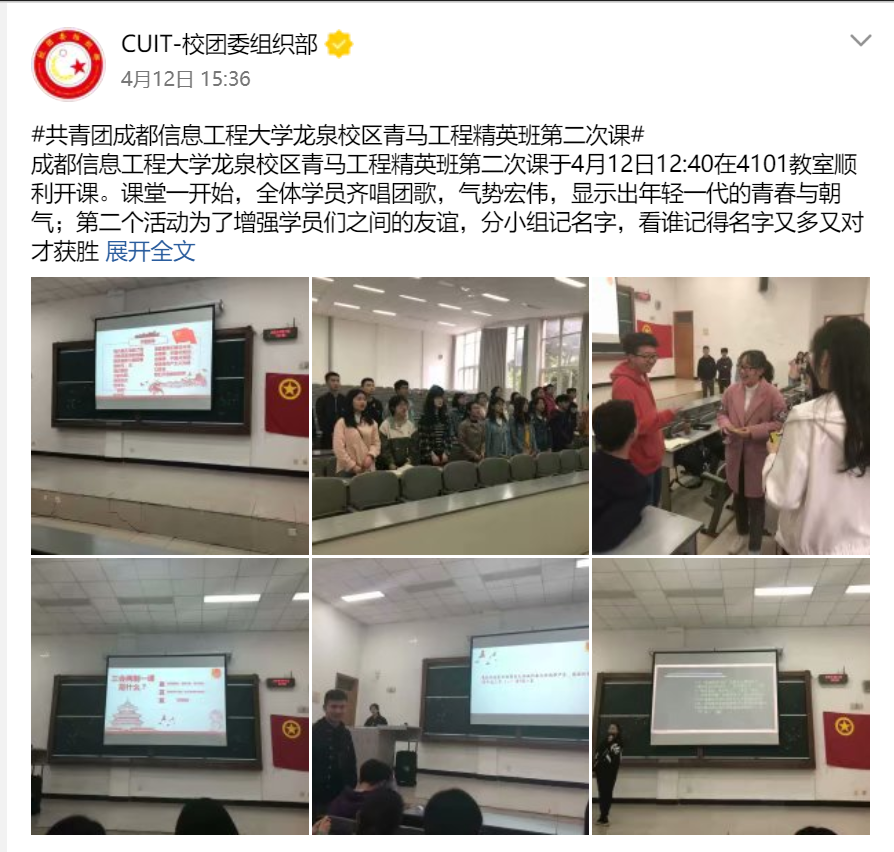 CUIT-校团委组织部
4月12日 15:36
#共青团成都信息工程大学龙泉校区青马工程精英班第二次课#
成都信息工程大学龙泉校区青马工程精英班第二次课于4月12日12:40在4101教室顺
利开课。课堂一开始，全体学员齐唱团歌，气势宏伟，显示出年轻一代的青春与朝
气；第二个活动为了增强学员们之间的友谊，分小组记名字，看谁记得名字又多又对
才获胜 展开全文
三会两制一课
是什么？